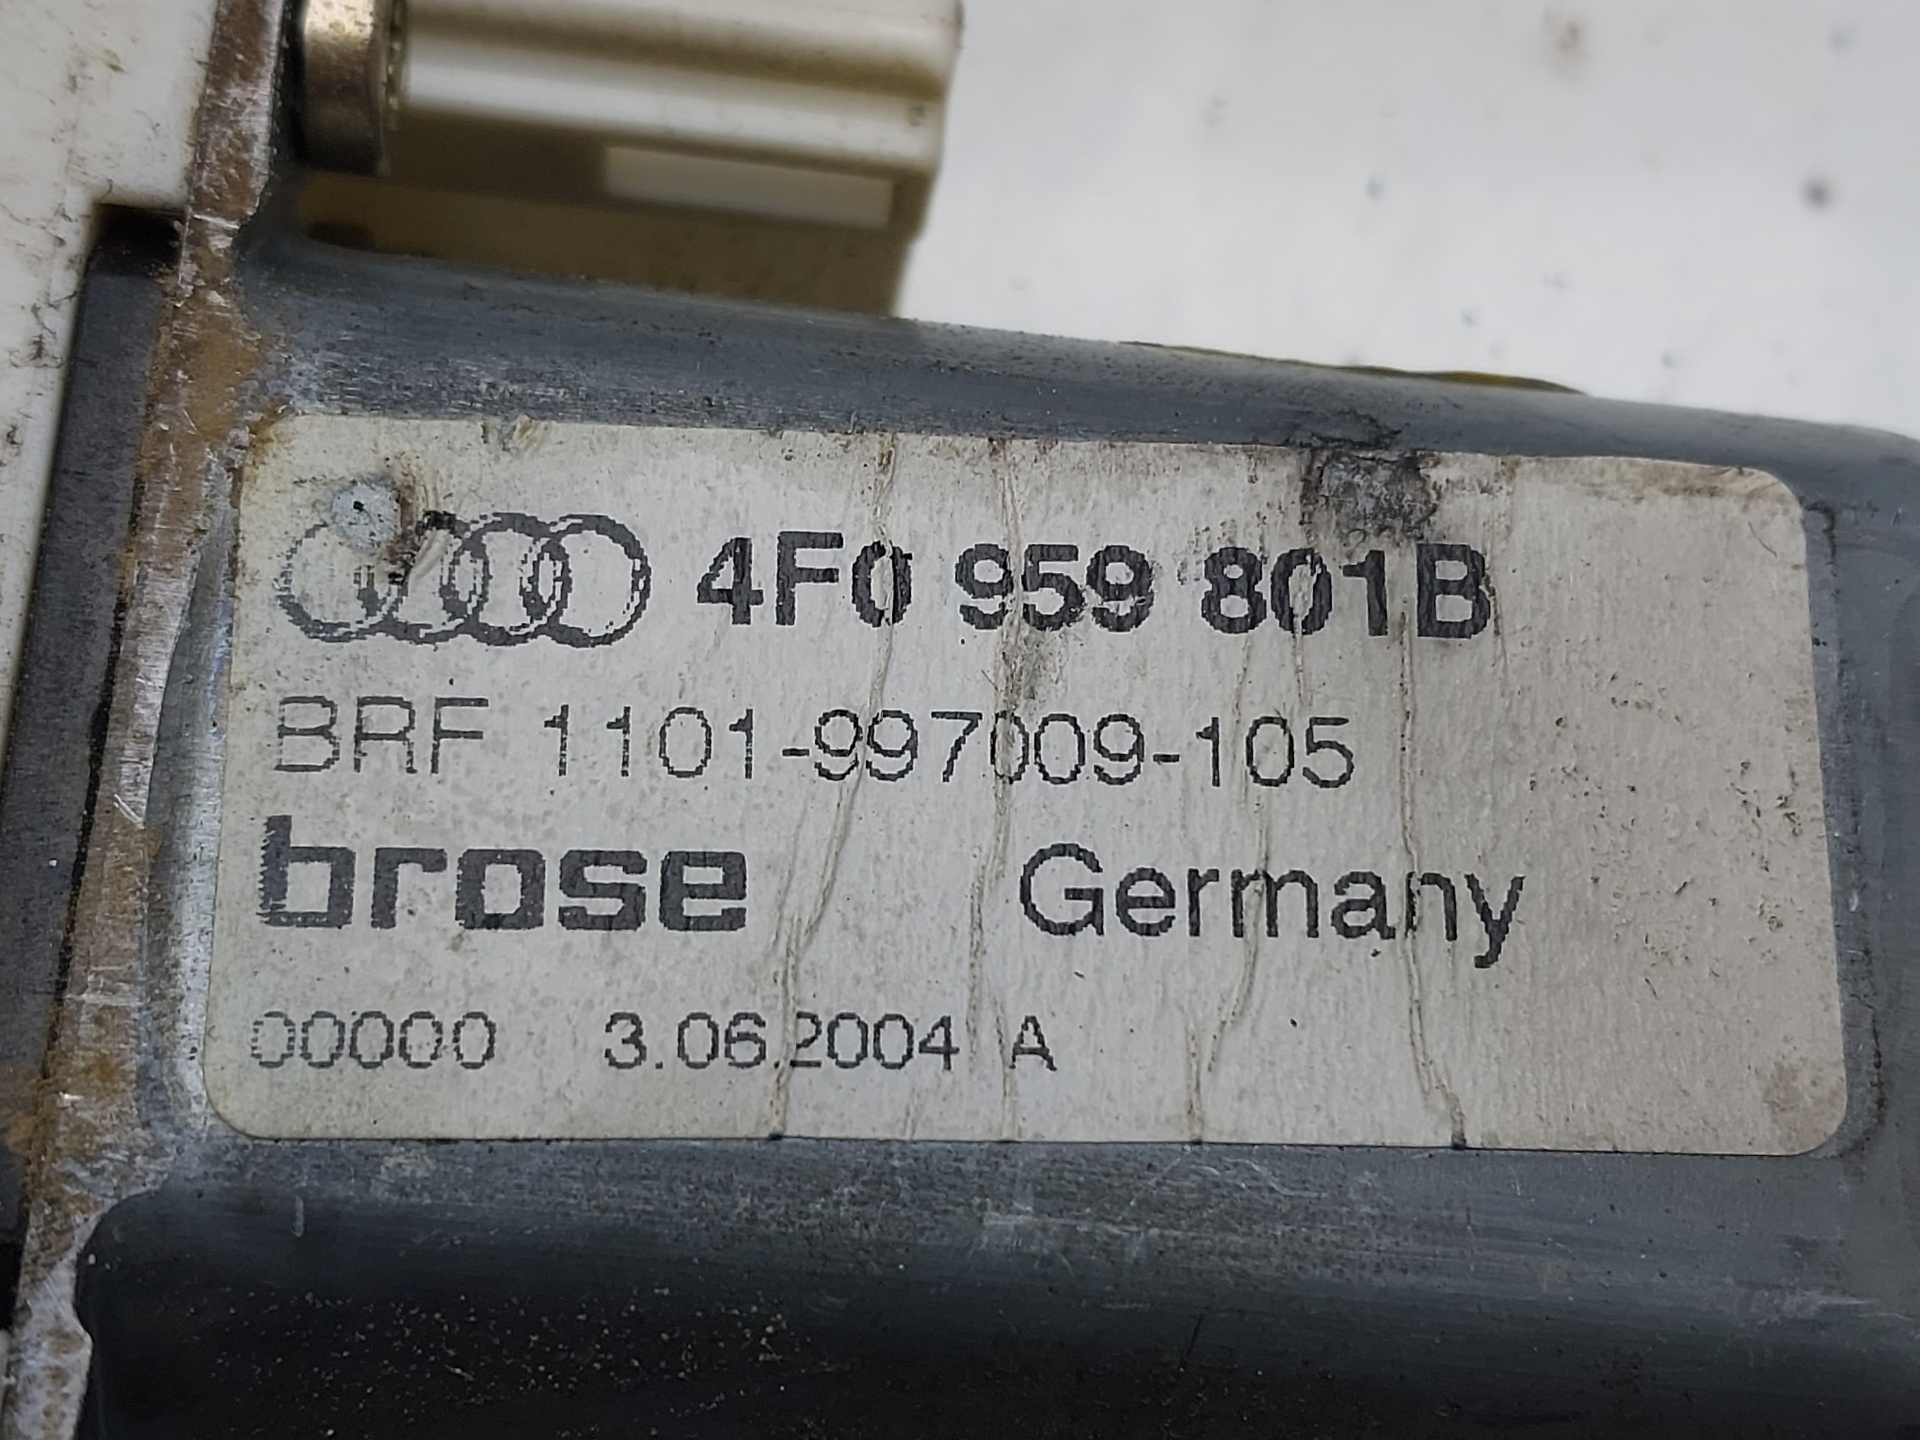 4F0 959 801B
BRF 1101-997009-105
brose Germany
00000 3.06.2004 A